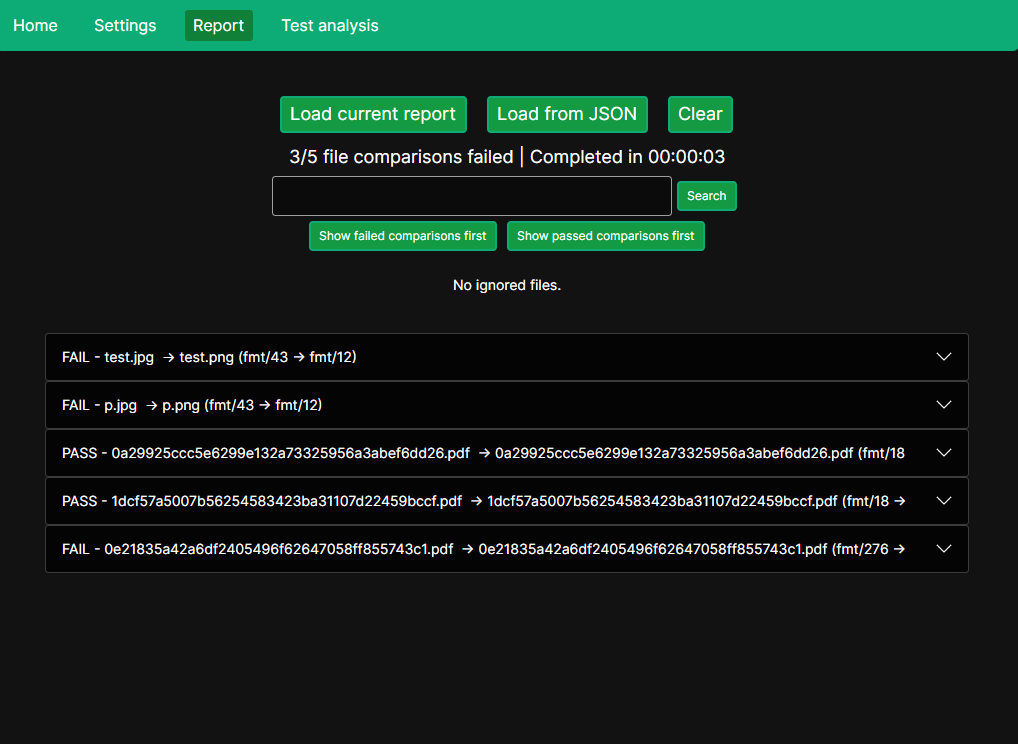 Home Settings Report Test analysis
Load current report Load from JSON Clear
3/5 file comparisons failed | Completed in 00:00:03
Search
Show failed comparisons first Show passed comparisons first
No ignored files.
FAIL - test.jpg → test.png (fmt/43 → fmt/12)
FAIL - p.jpg → p.png (fmt/43 → fmt/12)
PASS - 0a29925ccc5e6299e132a73325956a3abef6dd26.pdf → 0a29925ccc5e6299e132a73325956a3abef6dd26.pdf (fmt/18
PASS - 1dcf57a5007b56254583423ba31107d22459bccf.pdf → 1dcf57a5007b56254583423ba31107d22459bccf.pdf (fmt/18 →
FAIL - 0e21835a42a6df2405496f62647058ff855743c1.pdf → 0e21835a42a6df2405496f62647058ff855743c1.pdf (fmt/276 →